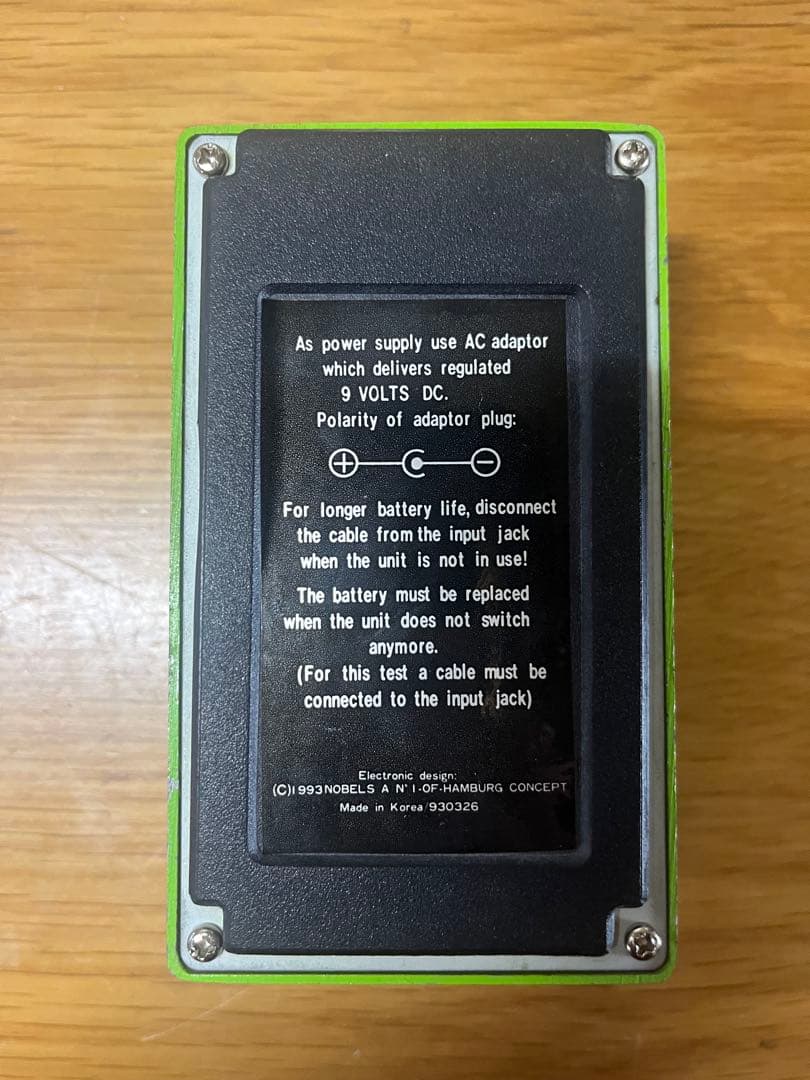 As power supply use AC adaptor
which delivers regulated
9 VOLTS DC.
Polarity of adaptor plug:
+ −
For longer battery life, disconnect
the cable from the input jack
when the unit is not in use!
The battery must be replaced
when the unit does not switch
anymore.
(For this test a cable must be
connected to the input jack)
Electronic design:
(C)1993 NOBELS A N°1-OF-HAMBURG CONCEPT
Made in Korea/930326